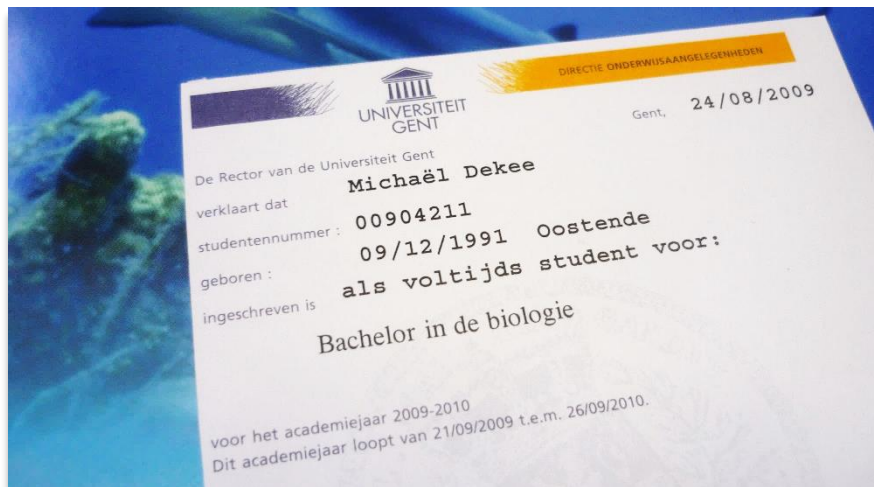 UNIVERSITEIT
GENT
DIRECTIE ONDERWIJSAANGELEGENHEDEN
Gent, 24/08/2009
De Rector van de Universiteit Gent
verklaart dat Michaël Dekee
studentennummer : 00904211
geboren : 09/12/1991 Oostende
ingeschreven is als voltijds student voor:
Bachelor in de biologie
voor het academiejaar 2009-2010
Dit academiejaar loopt van 21/09/2009 t.e.m. 26/09/2010.